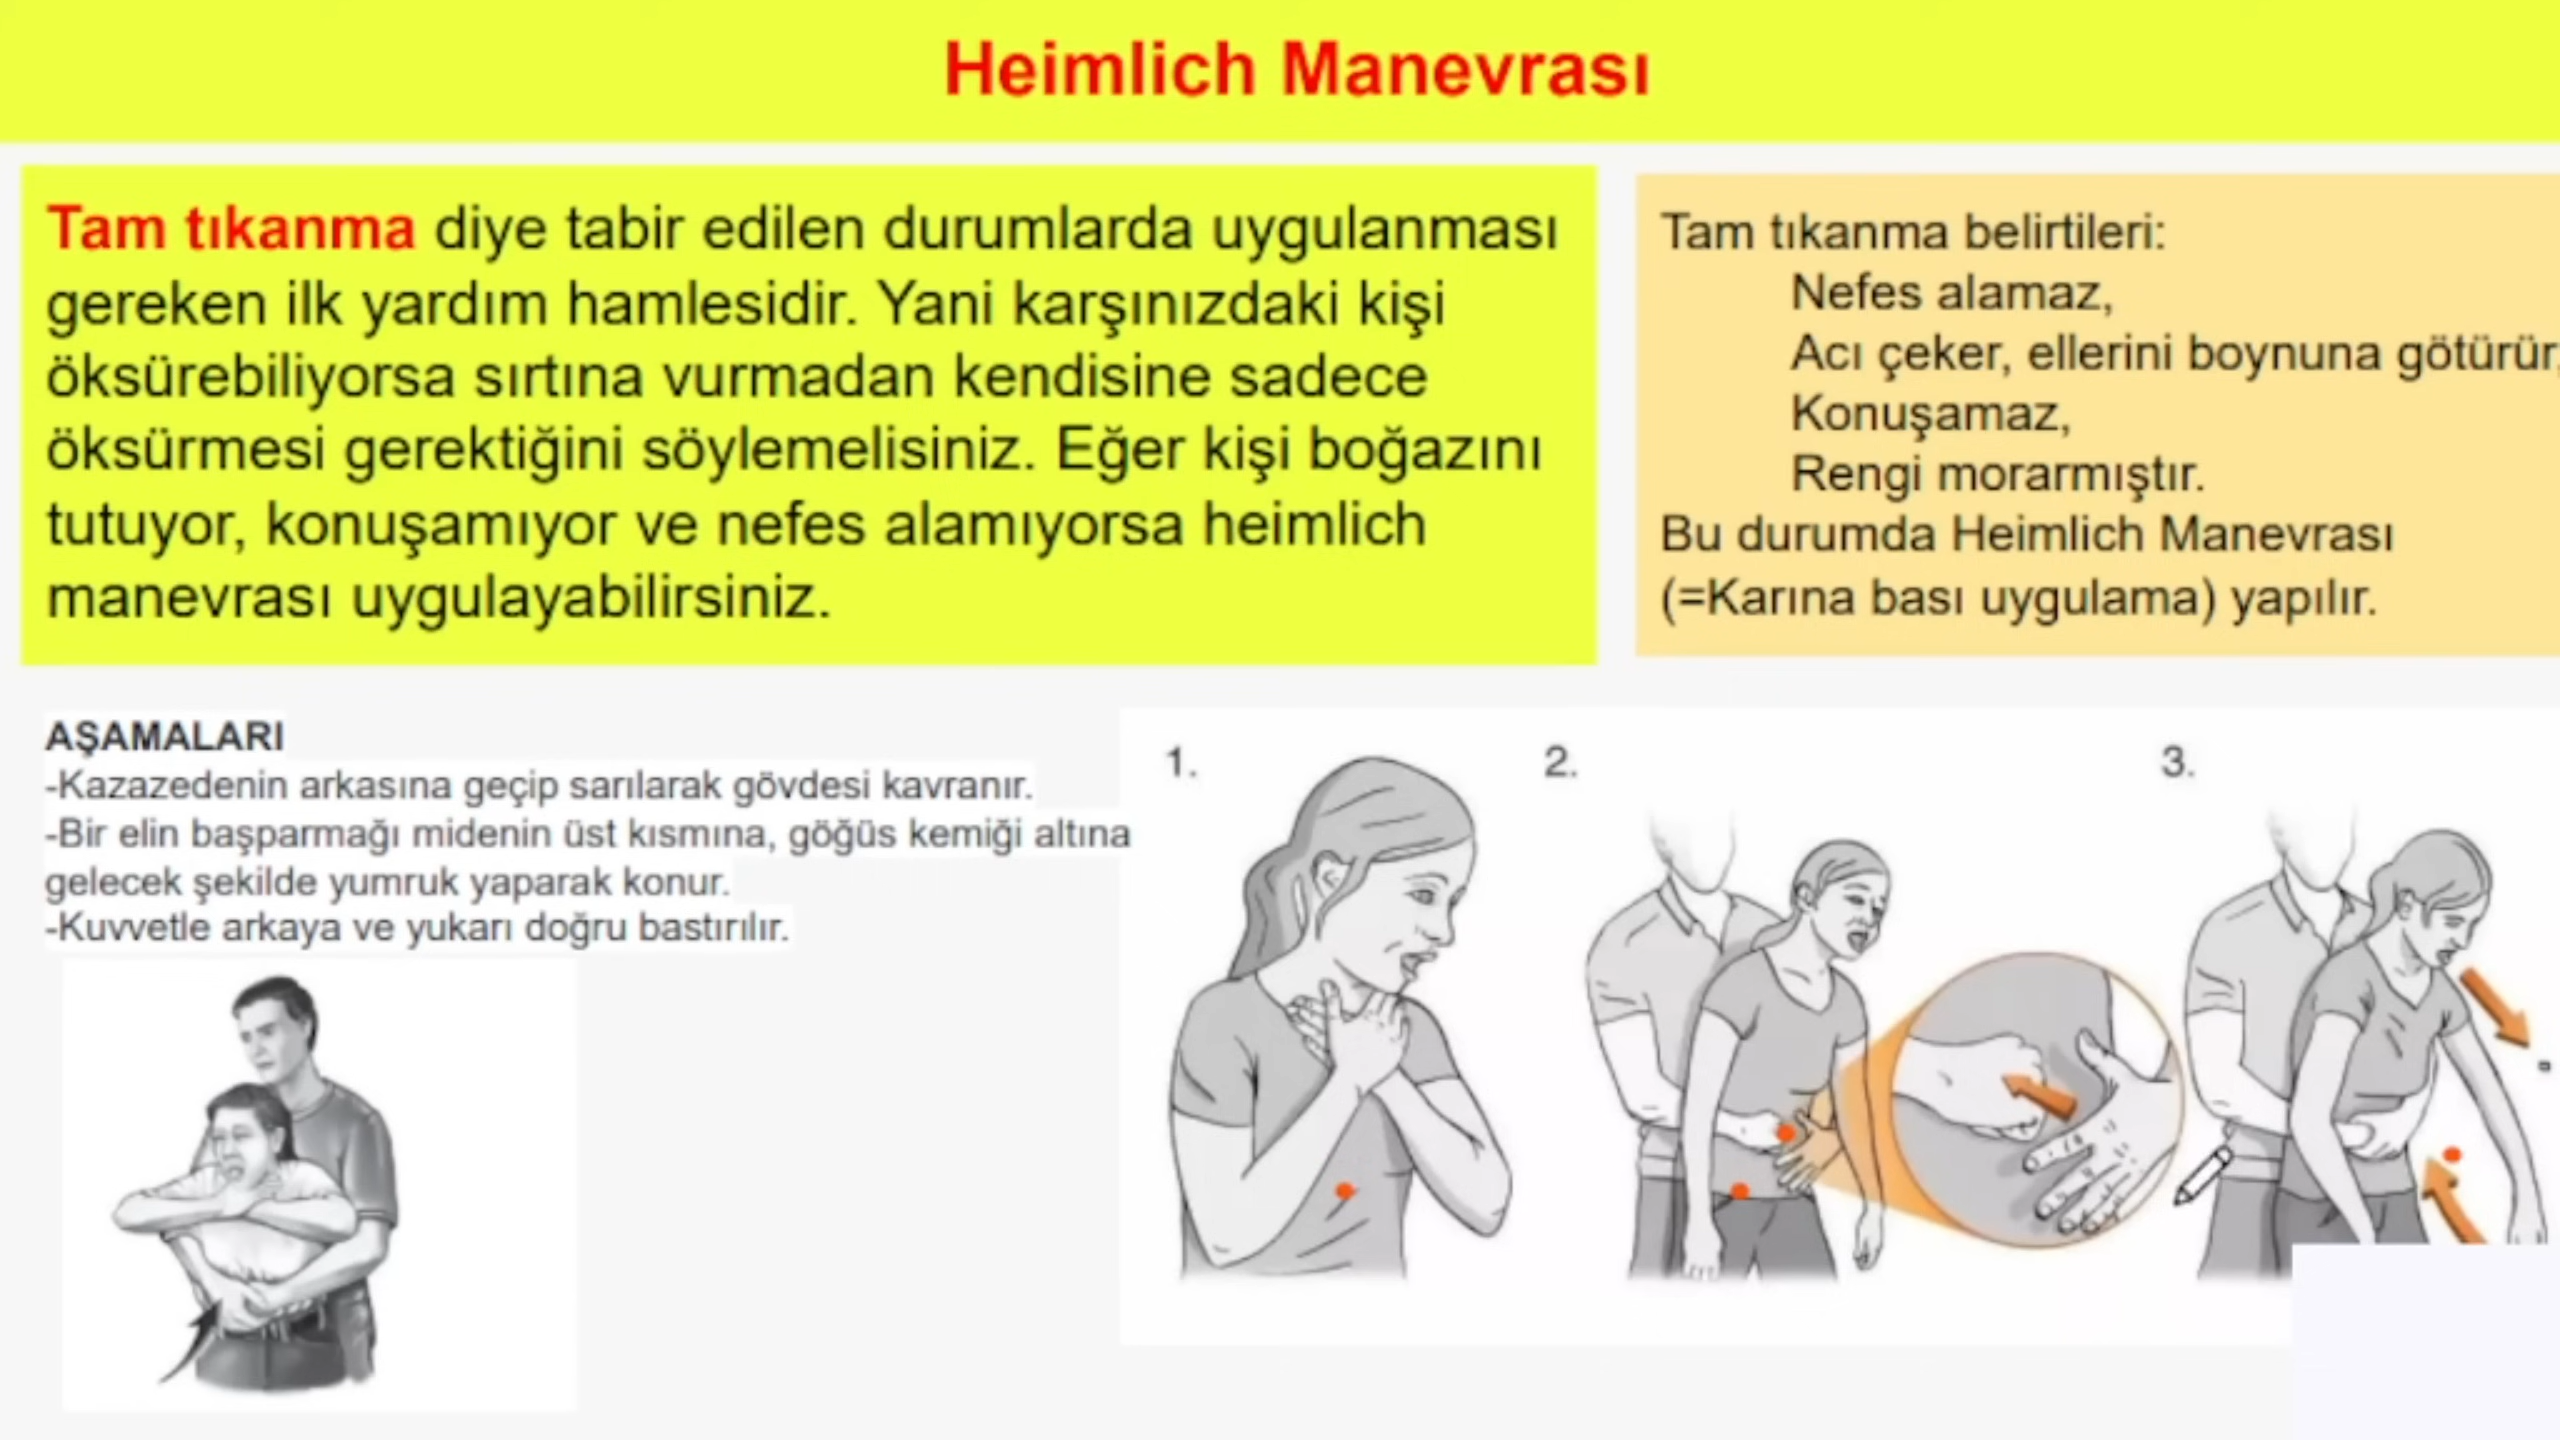 Heimlich Manevrası
Tam tıkanma diye tabir edilen durumlarda uygulanması
gereken ilk yardım hamlesidir. Yani karşınızdaki kişi
öksürebiliyorsa sırtına vurmadan kendisine sadece
öksürmesi gerektiğini söylemelisiniz. Eğer kişi boğazını
tutuyor, konuşamıyor ve nefes alamıyorsa heimlich
manevrası uygulayabilirsiniz.
Tam tıkanma belirtileri:
Nefes alamaz,
Acı çeker, ellerini boynuna götürür,
Konuşamaz,
Rengi morarmıştır.
Bu durumda Heimlich Manevrası
(=Karına bası uygulama) yapılır.
AŞAMALARI
-Kazazedenin arkasına geçip sarılarak gövdesi kavranır.
-Bir elin başparmağı midenin üst kısmına, göğüs kemiği altına
gelecek şekilde yumruk yaparak konur.
-Kuvvetle arkaya ve yukarı doğru bastırılır.
1.
2.
3.